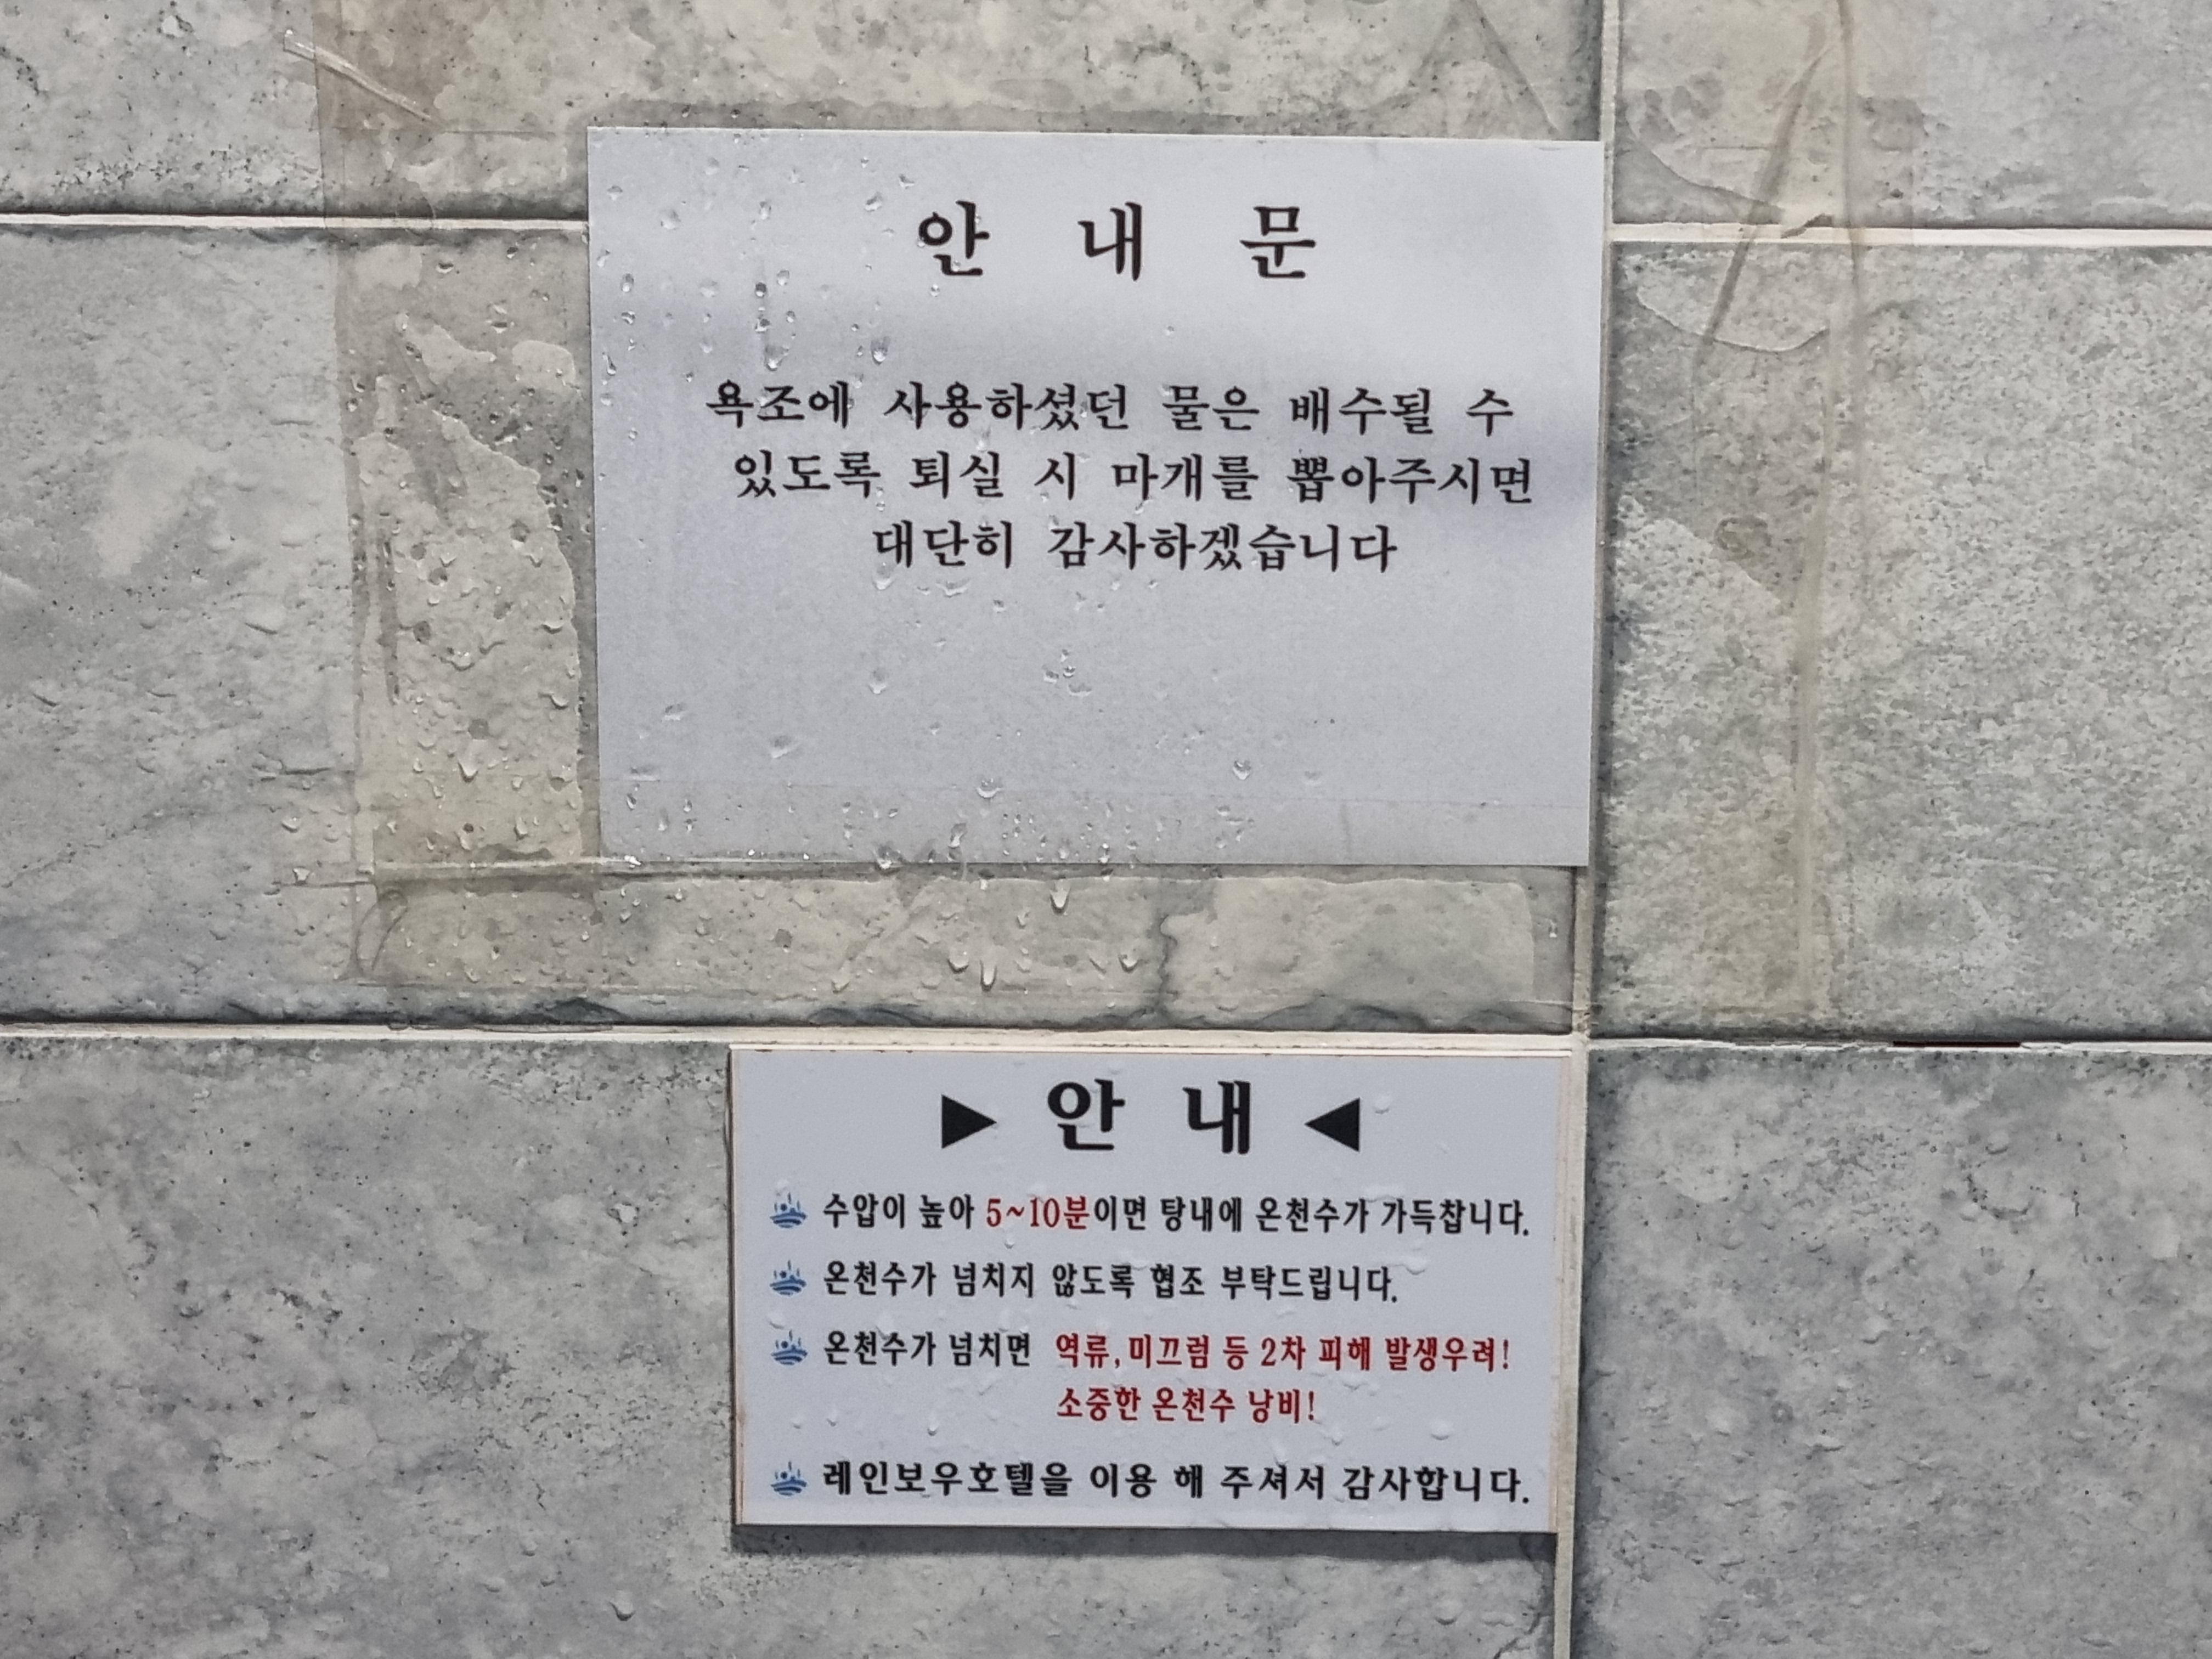 안 내 문
욕조에 사용하셨던 물은 배수될 수
있도록 퇴실 시 마개를 뽑아주시면
대단히 감사하겠습니다
▶ 안 내 ◀
수압이 높아 5~10분이면 탕내에 온천수가 가득찹니다.
온천수가 넘치지 않도록 협조 부탁드립니다.
온천수가 넘치면 역류,미끄럼 등 2차 피해 발생우려!
소중한 온천수 낭비!
레인보우호텔을 이용 해 주셔서 감사합니다.